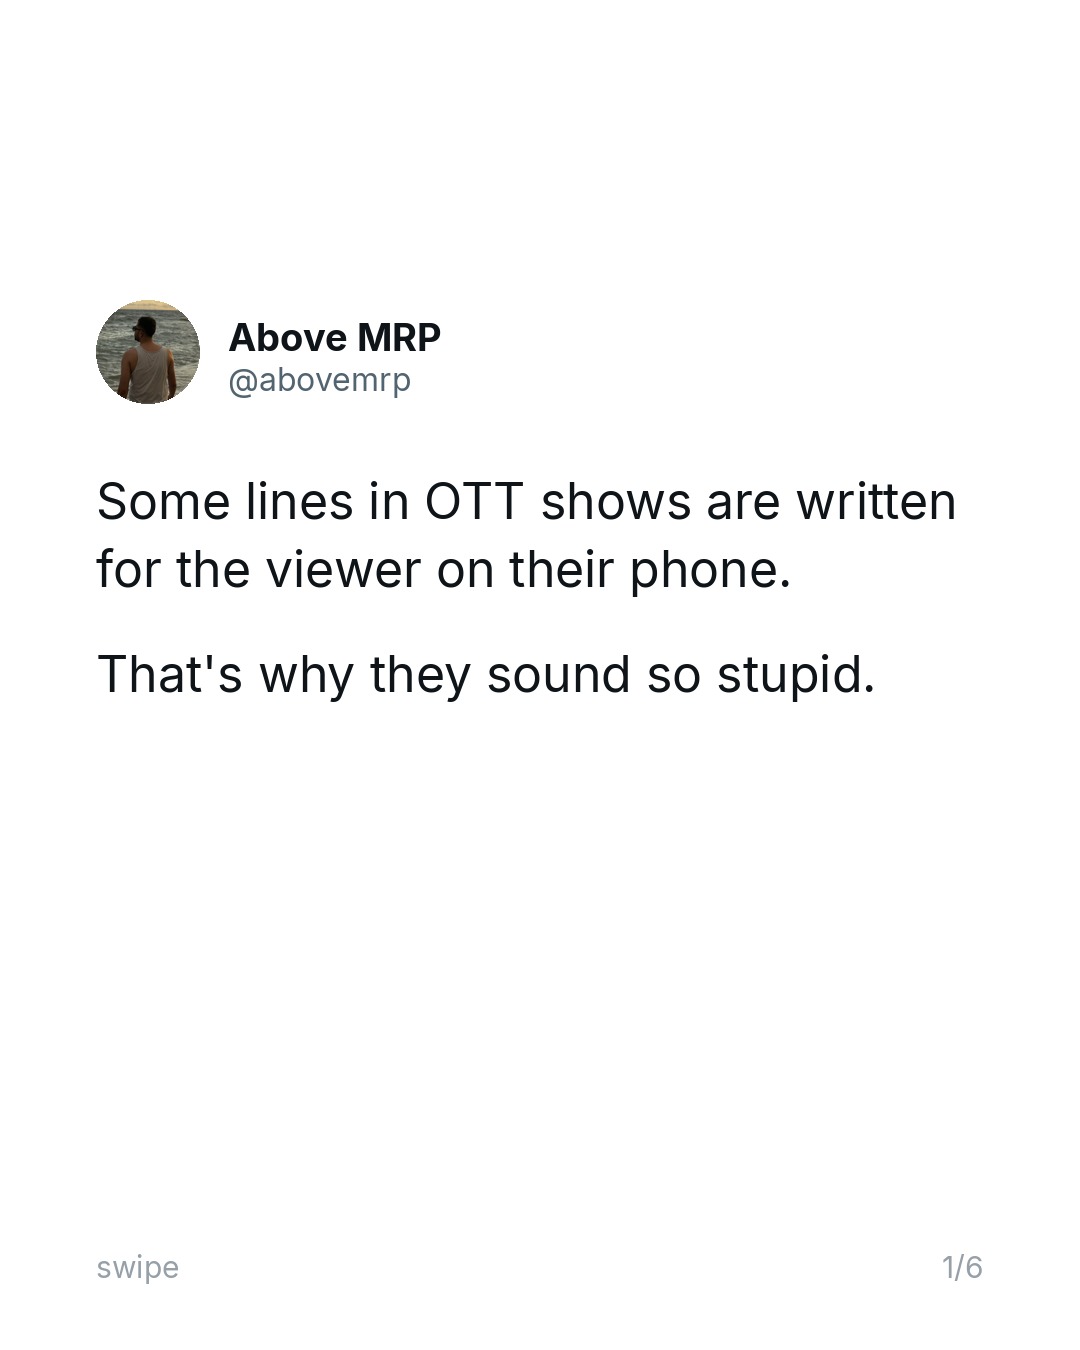 Above MRP
@abovemrp
Some lines in OTT shows are written
for the viewer on their phone.
That's why they sound so stupid.
swipe
1/6